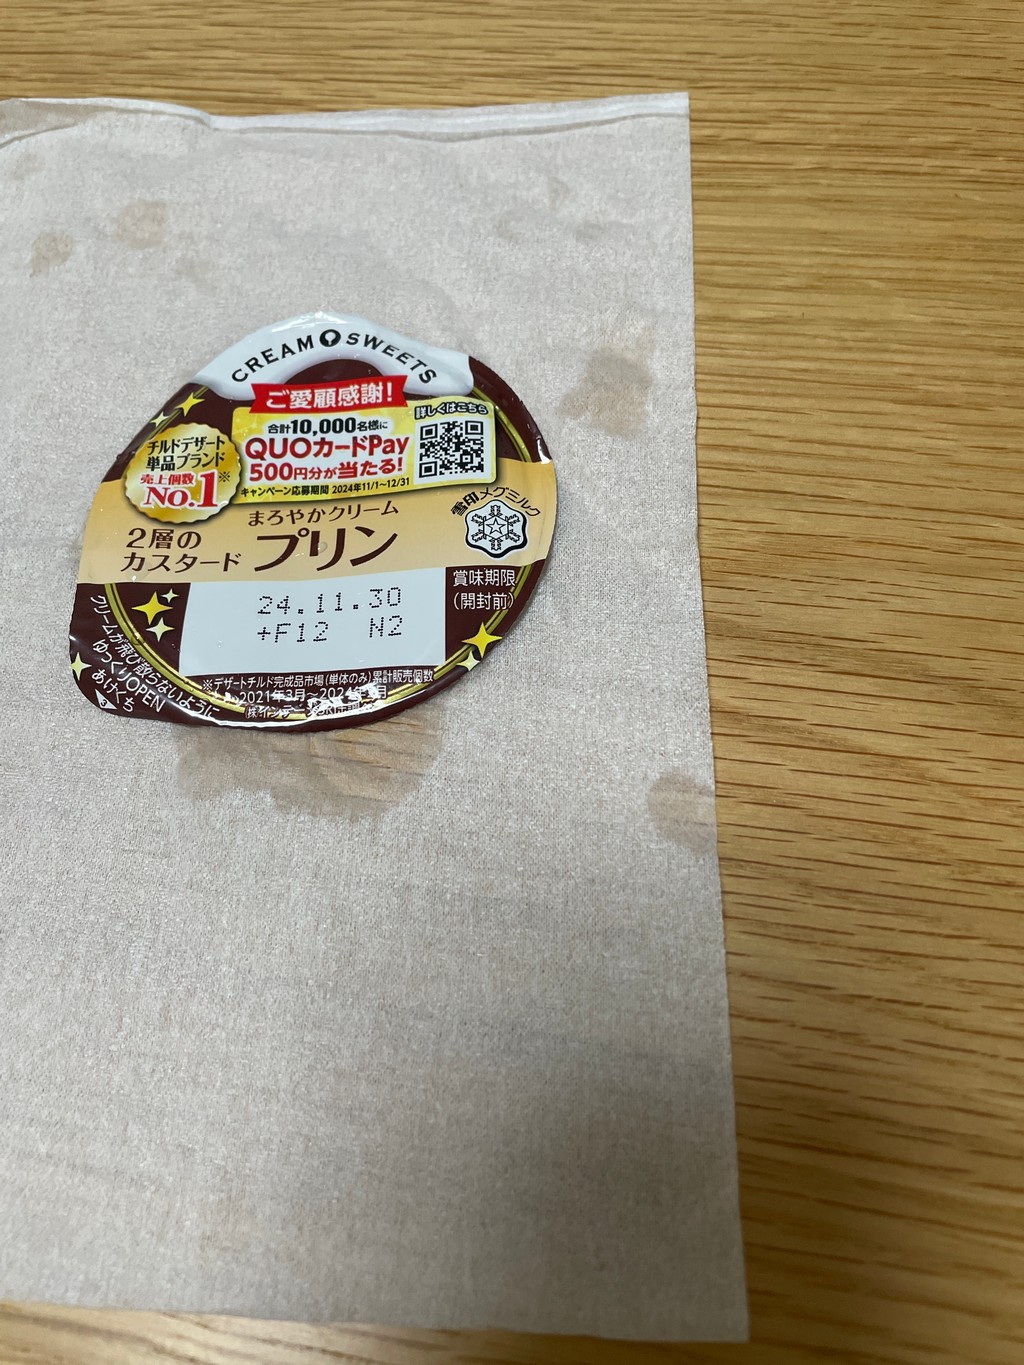 CREAM SWEETS
ご愛顧感謝!
詳しくはこちら
合計10,000名様に
QUOカードPay
500円分が当たる!
キャンペーン応募期間 2024年11/1~12/31
チルドデザート
単品ブランド
売上個数※
No.1
雪印メグミルク
まろやかクリーム
2層の
カスタード
プリン
賞味期限
(開封前)
24.11.30
+F12 N2
※デザートチルド完成品市場(単体のみ)累計販売個数
2021年3月~2024年
クリームが飛び散らないように
ゆっくりOPEN
あけくち